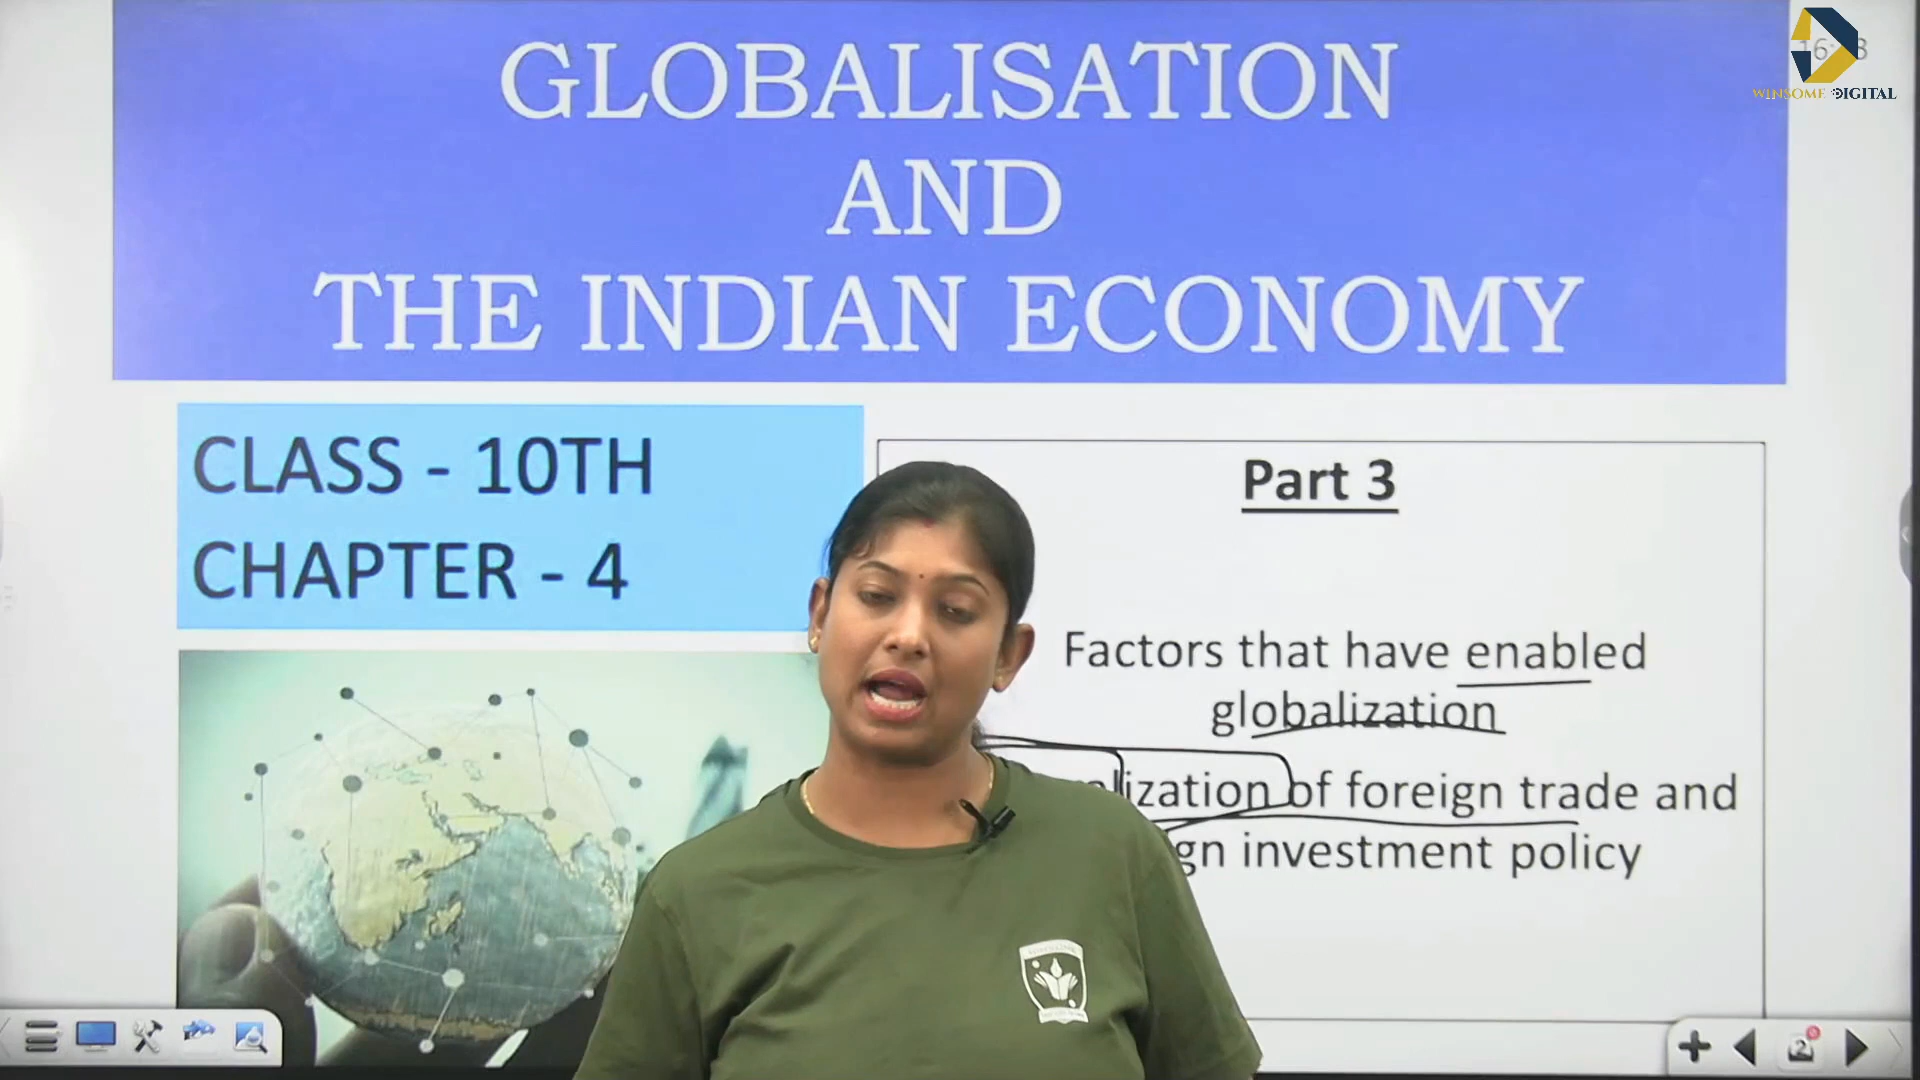 GLOBALISATION
AND
THE INDIAN ECONOMY
WINSOME DIGITAL
CLASS - 10TH
CHAPTER - 4
Part 3
Factors that have enabled
globalization
of foreign trade and
investment policy
2